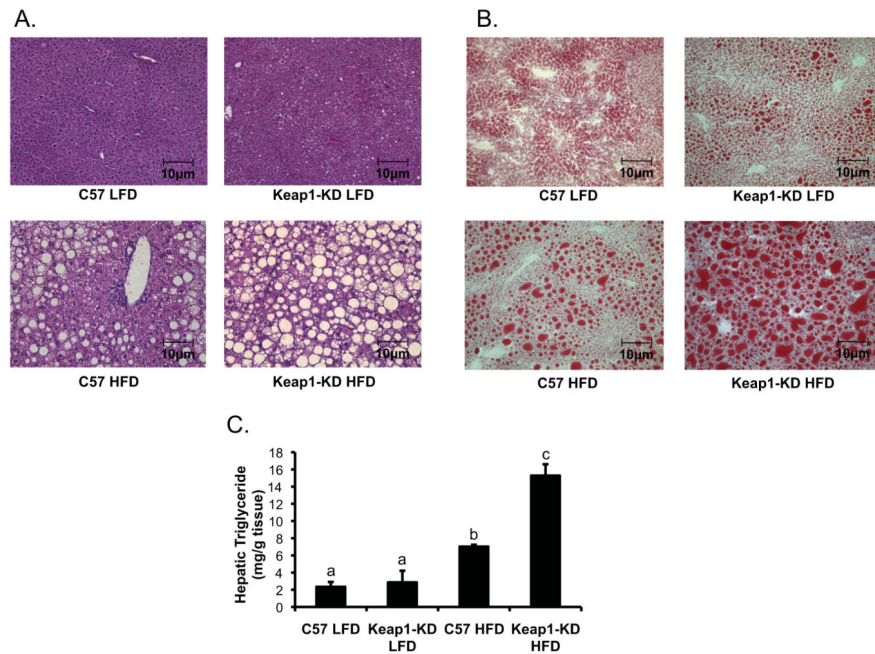 A.
B.
10µm
10µm
10µm
10µm
C57 LFD
Keap1-KD LFD
C57 LFD
Keap1-KD LFD
10µm
10µm
10µm
10µm
C57 HFD
Keap1-KD HFD
C57 HFD
Keap1-KD HFD
C.
Hepatic Triglyceride
(mg/g tissue)
18
16
14
12
10
8
6
4
2
0
a
a
b
c
C57 LFD
Keap1-KD
LFD
C57 HFD
Keap1-KD
HFD